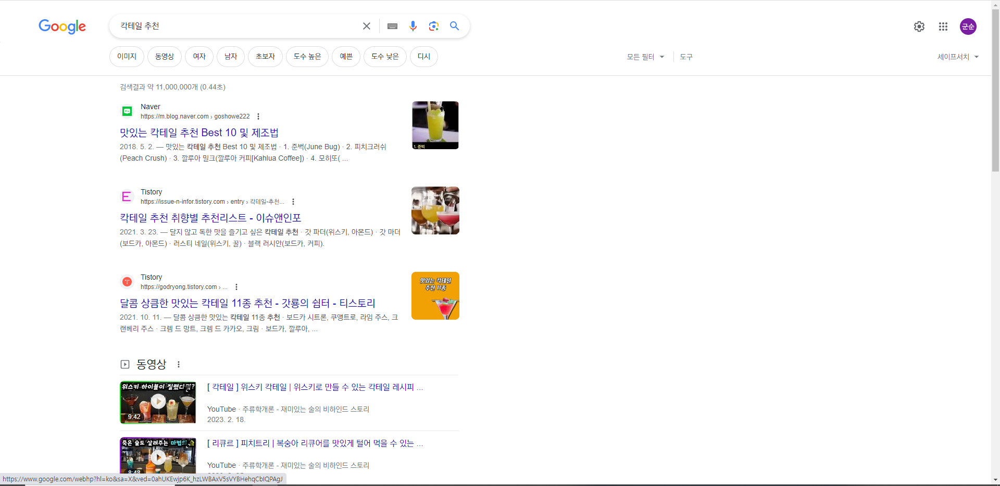 Google
칵테일 추천
군순
이미지
동영상
여자
남자
초보자
도수 높은
예쁜
도수 낮은
디시
모든 필터
도구
세이프서치
검색결과 약 11,000,000개 (0.44초)
Naver
https://m.blog.naver.com › goshowe222
맛있는 칵테일 추천 Best 10 및 제조법
2018. 5. 2. — 맛있는 칵테일 추천 Best 10 및 제조법 · 1. 준벅(June Bug) · 2. 피치크러쉬
(Peach Crush) · 3. 깔루아 밀크(깔루아 커피[Kahlua Coffee]) · 4. 모히또( ...
1. 준벅
Tistory
https://issue-n-infor.tistory.com › entry › 칵테일-추천...
칵테일 추천 취향별 추천리스트 - 이슈앤인포
2021. 3. 23. — 달지 않고 독한 맛을 즐기고 싶은 칵테일 추천 · 갓 파더(위스키, 아몬드) · 갓 마더
(보드카, 아몬드) · 러스티 네일(위스키, 꿀) · 블랙 러시안(보드카, 커피).
Tistory
https://godryong.tistory.com › ...
달콤 상큼한 맛있는 칵테일 11종 추천 - 갓룡의 쉼터 - 티스토리
2021. 10. 11. — 달콤 상큼한 맛있는 칵테일 11종 추천 · 보드카 시트론, 쿠앵트로, 라임 주스, 크
랜베리 주스 · 크렘 드 망트, 크렘 드 카카오, 크림 · 보드카, 깔루아, ...
맛있는 칵테일
추천 11종
동영상
위스키 하이볼이 질렸다면?
9:42
[ 칵테일 ] 위스키 칵테일 | 위스키로 만들 수 있는 칵테일 레시피 ...
YouTube · 주류학개론 - 재미있는 술의 비하인드 스토리
2023. 2. 18.
죽은 술도 살려주는 마법의 술
8:48
[ 리큐르 ] 피치트리 | 복숭아 리큐어를 맛있게 털어 먹을 수 있는 ...
YouTube · 주류학개론 - 재미있는 술의 비하인드 스토리
https://www.google.com/webhp?hl=ko&sa=X&ved=0ahUKEwjp6K_hzLWBAxV5sVYBHehqCbIQPAgJ